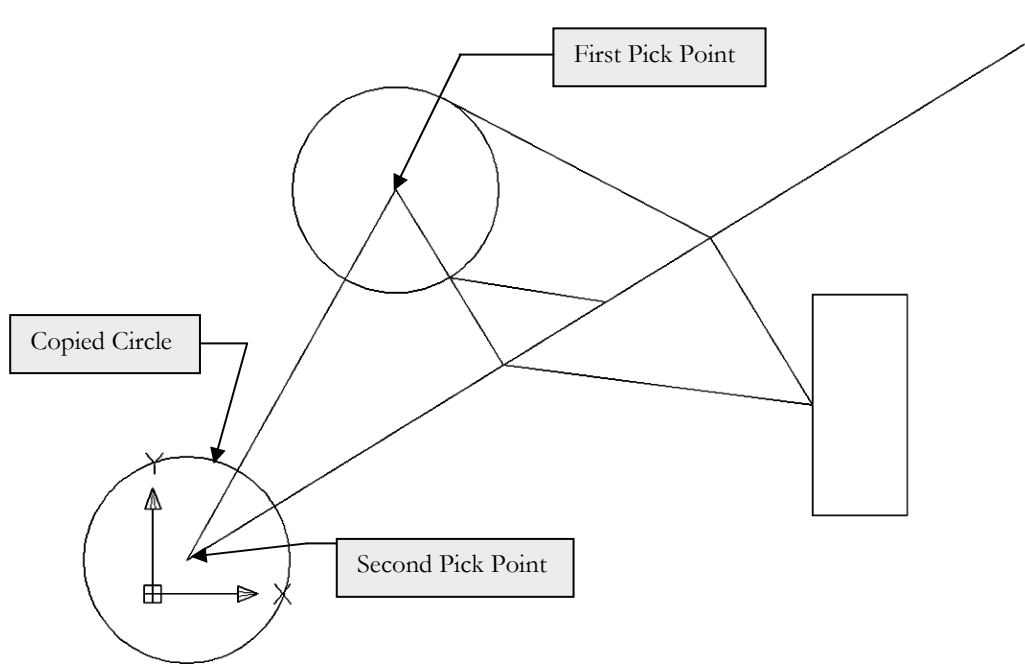 First Pick Point
Copied Circle
Y
Second Pick Point
X